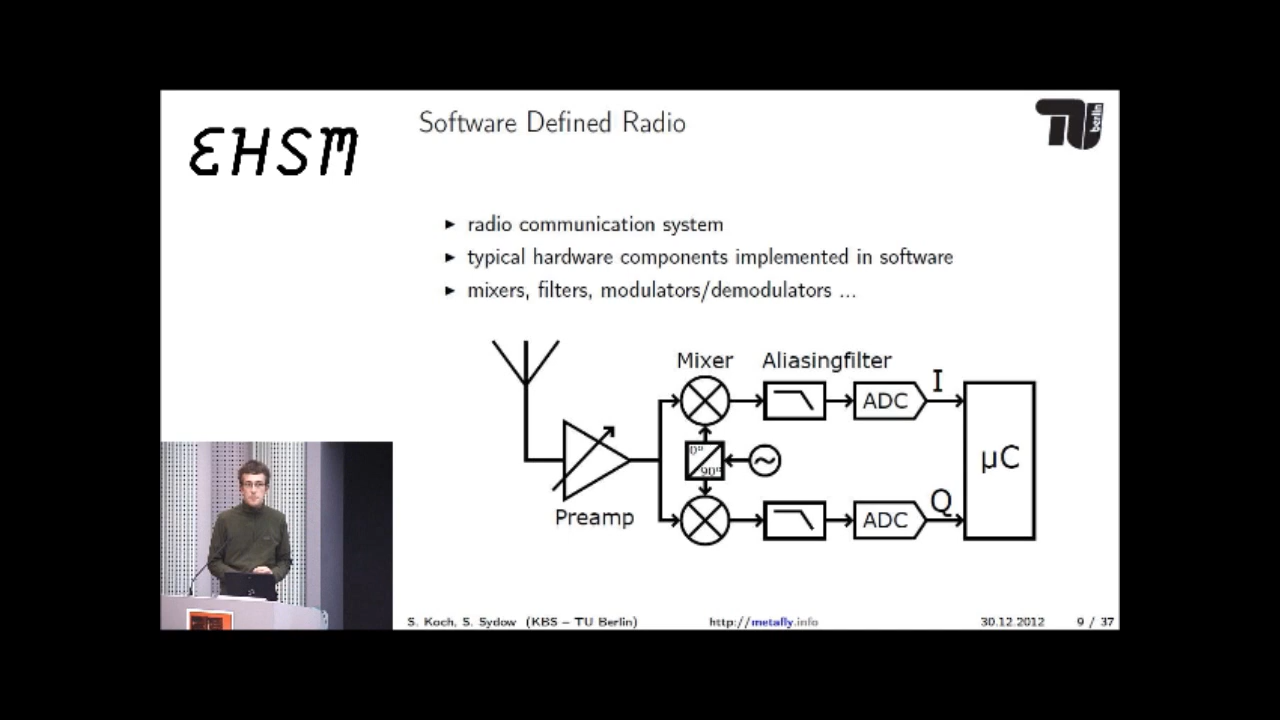 EHSM
Software Defined Radio
TU berlin
► radio communication system
► typical hardware components implemented in software
► mixers, filters, modulators/demodulators ...
Mixer Aliasingfilter
ADC I
0° 90°
µC
Preamp
ADC Q
S. Koch, S. Sydow (KBS – TU Berlin) http://metafly.info 30.12.2012 9 / 37